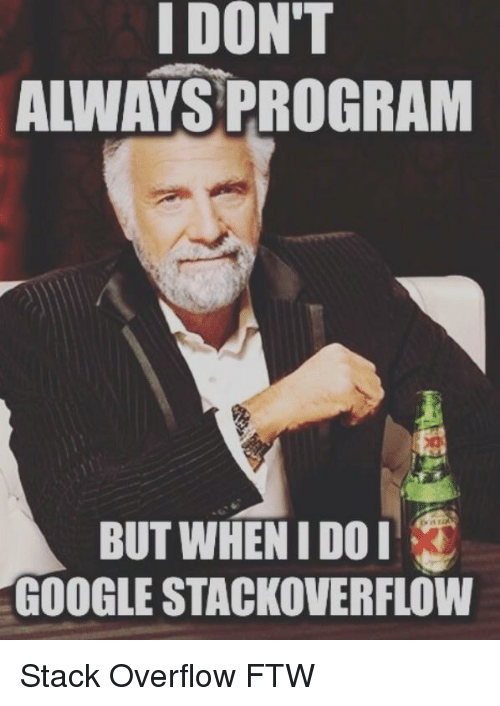 I DON'T
ALWAYS PROGRAM
BUT WHEN I DO I
GOOGLE STACKOVERFLOW
Stack Overflow FTW